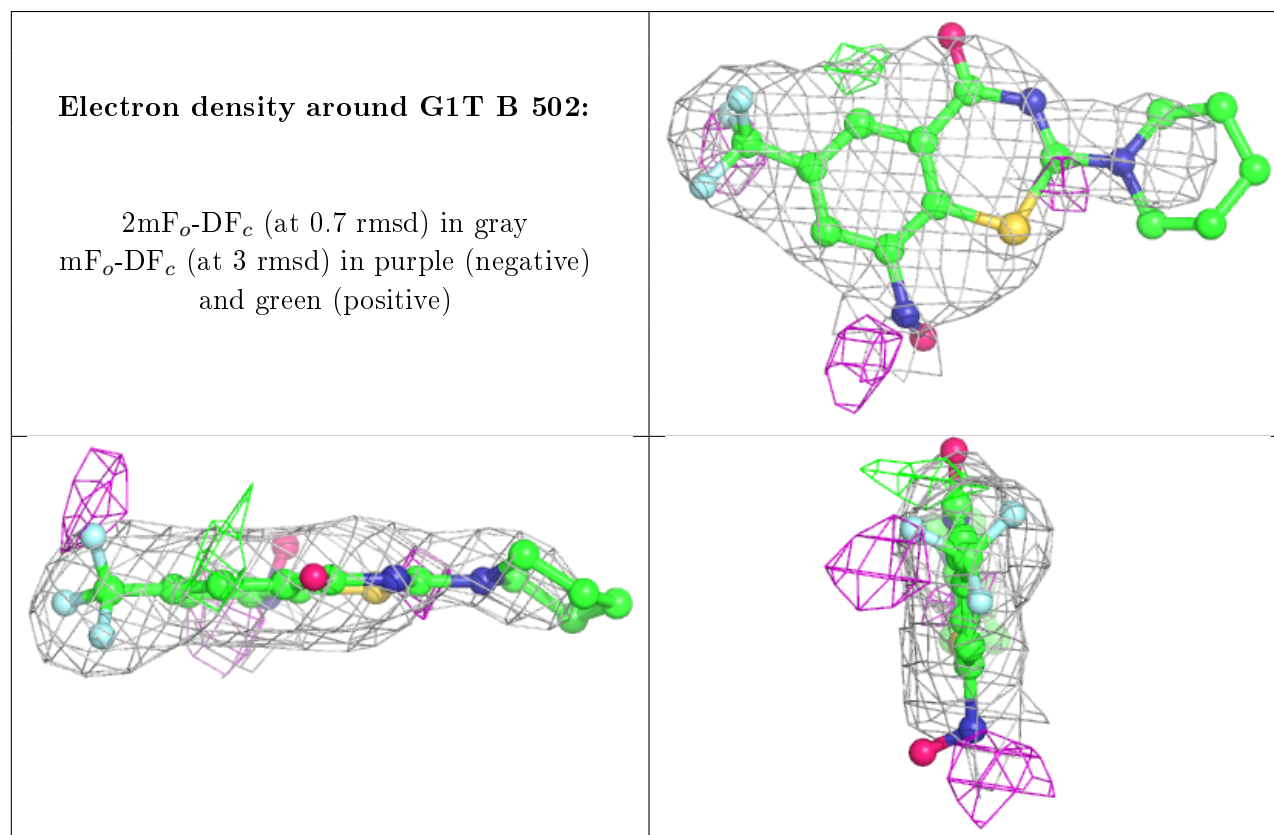 Electron density around G1T B 502:
2mFo-DFc (at 0.7 rmsd) in gray
mFo-DFc (at 3 rmsd) in purple (negative)
and green (positive)